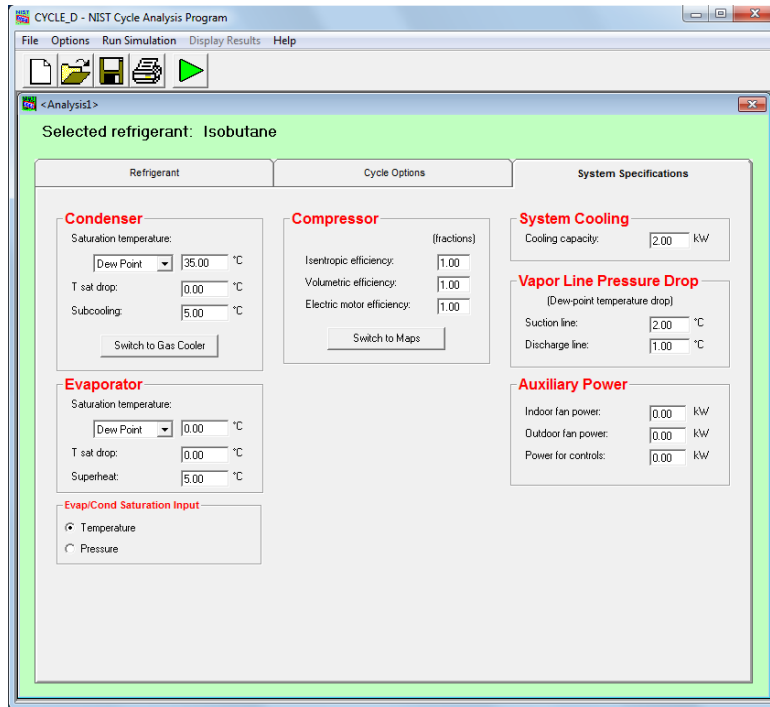 CYCLE_D - NIST Cycle Analysis Program
File Options Run Simulation Display Results Help
<Analysis1>
Selected refrigerant: Isobutane
Refrigerant
Cycle Options
System Specifications
Condenser
Saturation temperature:
Dew Point 35.00 °C
T sat drop: 0.00 °C
Subcooling: 5.00 °C
Switch to Gas Cooler
Evaporator
Saturation temperature:
Dew Point 0.00 °C
T sat drop: 0.00 °C
Superheat: 5.00 °C
Evap/Cond Saturation Input
Temperature
Pressure
Compressor
(fractions)
Isentropic efficiency: 1.00
Volumetric efficiency: 1.00
Electric motor efficiency: 1.00
Switch to Maps
System Cooling
Cooling capacity: 2.00 kW
Vapor Line Pressure Drop
(Dew-point temperature drop)
Suction line: 2.00 °C
Discharge line: 1.00 °C
Auxiliary Power
Indoor fan power: 0.00 kW
Outdoor fan power: 0.00 kW
Power for controls: 0.00 kW